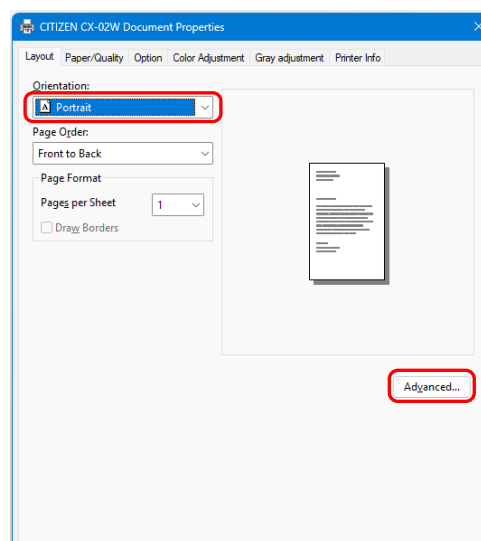 CITIZEN CX-02W Document Properties
Layout Paper/Quality Option Color Adjustment Gray adjustment Printer Info
Orientation:
A Portrait
Page Order:
Front to Back
Page Format
Pages per Sheet 1
Draw Borders
Advanced...